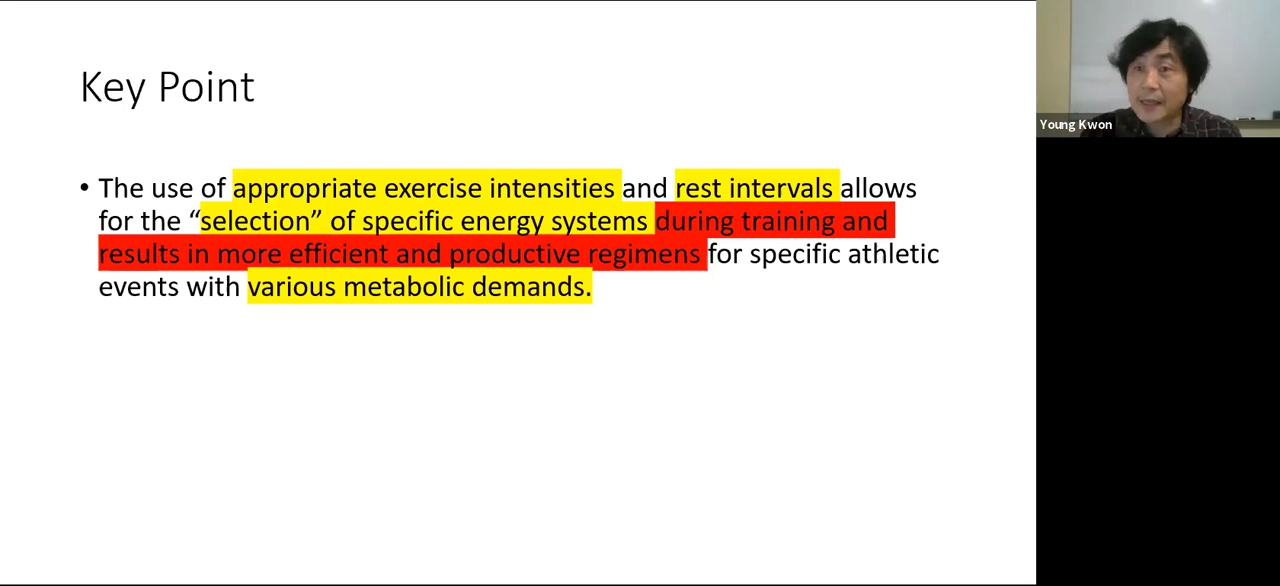 Key Point
• The use of appropriate exercise intensities and rest intervals allows
for the “selection” of specific energy systems during training and
results in more efficient and productive regimens for specific athletic
events with various metabolic demands.
Young Kwon